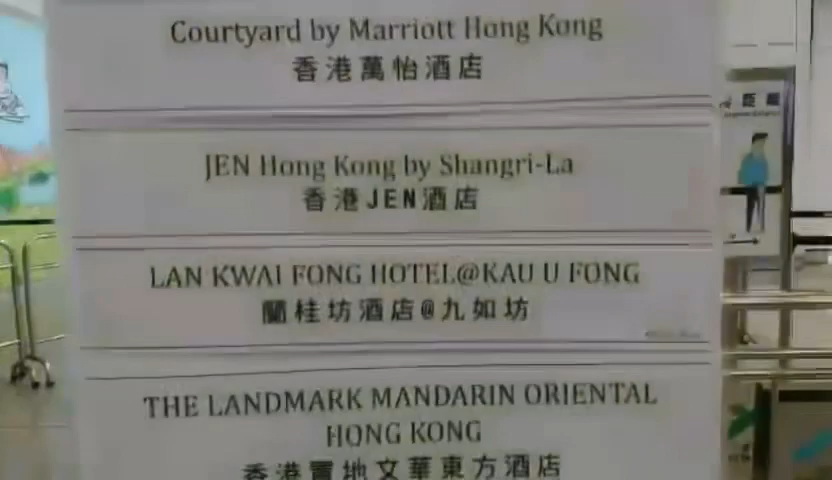 Courtyard by Marriott Hong Kong
香港萬怡酒店
JEN Hong Kong by Shangri-La
香港JEN酒店
LAN KWAI FONG HOTEL@KAU U FONG
蘭桂坊酒店@九如坊
THE LANDMARK MANDARIN ORIENTAL
HONG KONG
香港置地文華東方酒店